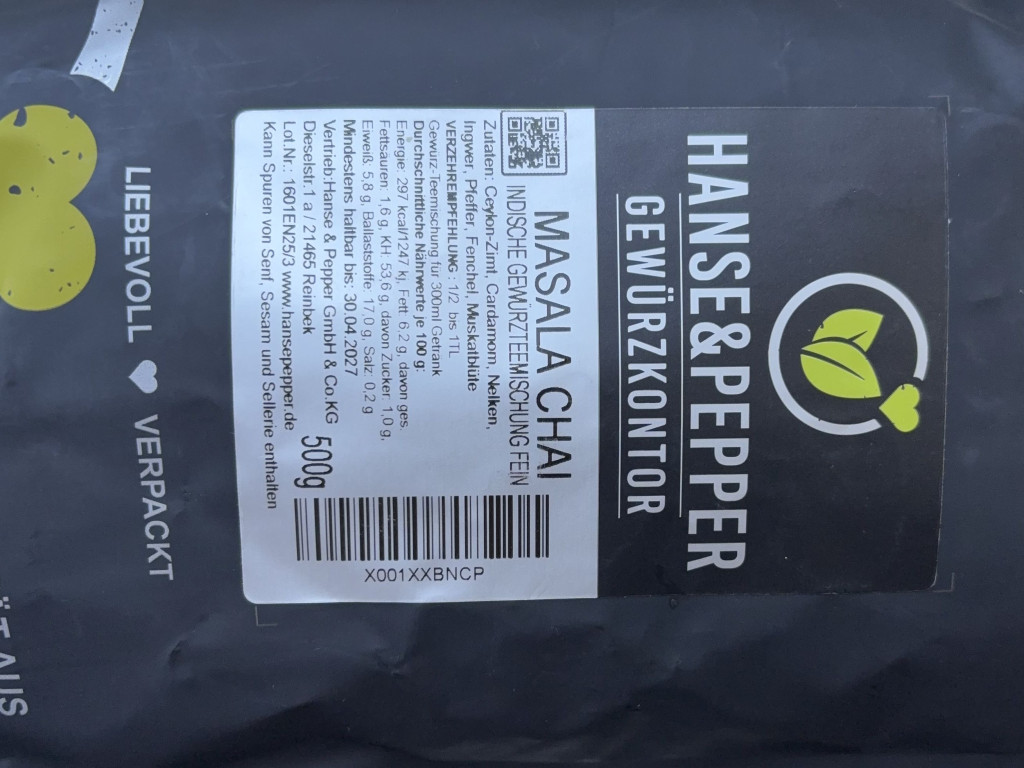 HANSE&PEPPER
GEWÜRZKONTOR
MASALA CHAI
INDISCHE GEWÜRZTEEMISCHUNG FEIN
Zutaten: Ceylon-Zimt, Cardamom, Nelken,
Ingwer, Pfeffer, Fenchel, Muskatblüte
VERZEHREMPFEHLUNG : 1/2 bis 1TL
Gewürz-Teemischung für 300ml Getränk
Durchschnittliche Nährwerte je 100 g:
Energie: 297 kcal/1247 kj, Fett: 6,2 g, davon ges.
Fettsäuren: 1,6 g, KH: 53,6 g, davon Zucker: 1,0 g,
Eiweiß: 5,8 g, Ballaststoffe: 17,0 g, Salz: 0,2 g
Mindestens haltbar bis: 30.04.2027
Vertrieb:Hanse & Pepper GmbH & Co.KG
Dieselstr.1 a / 21465 Reinbek
Lot.Nr.: 1601EN25/3 www.hansepepper.de
Kann Spuren von Senf, Sesam und Sellerie enthalten
500g
X001XXBNCP
LIEBEVOLL VERPACKT
ÄT AUS